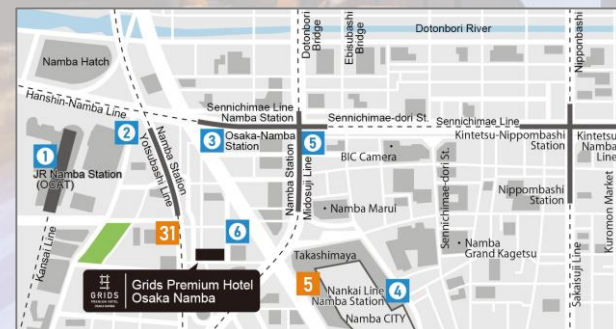 Dotonbori River
Dotonbori
Bridge
Ebisubashi
Bridge
Nipponbashi
Namba Hatch
Hanshin-Namba Line
Sennichimae Line
Namba Station
Sennichimae-dori St.
Sennichimae Line
2
3
Osaka-Namba
Station
5
Kintetsu-Nippombashi
Station
Kintetsu
Namba
Line
1
JR Namba Station
(OCAT)
Namba Station
Yotsubashi Line
Namba Station
Midosuji Line
BIC Camera
Sennichimae-dori St.
Nippombashi
Station
Kuromon Market
Namba Marui
31
6
Namba
Grand Kagetsu
Kansai Line
Takashimaya
Sakaisuji Line
GRIDS
PREMIUM HOTEL
Grids Premium Hotel
Osaka Namba
5
Nankai Line
Namba Station
4
Namba CITY